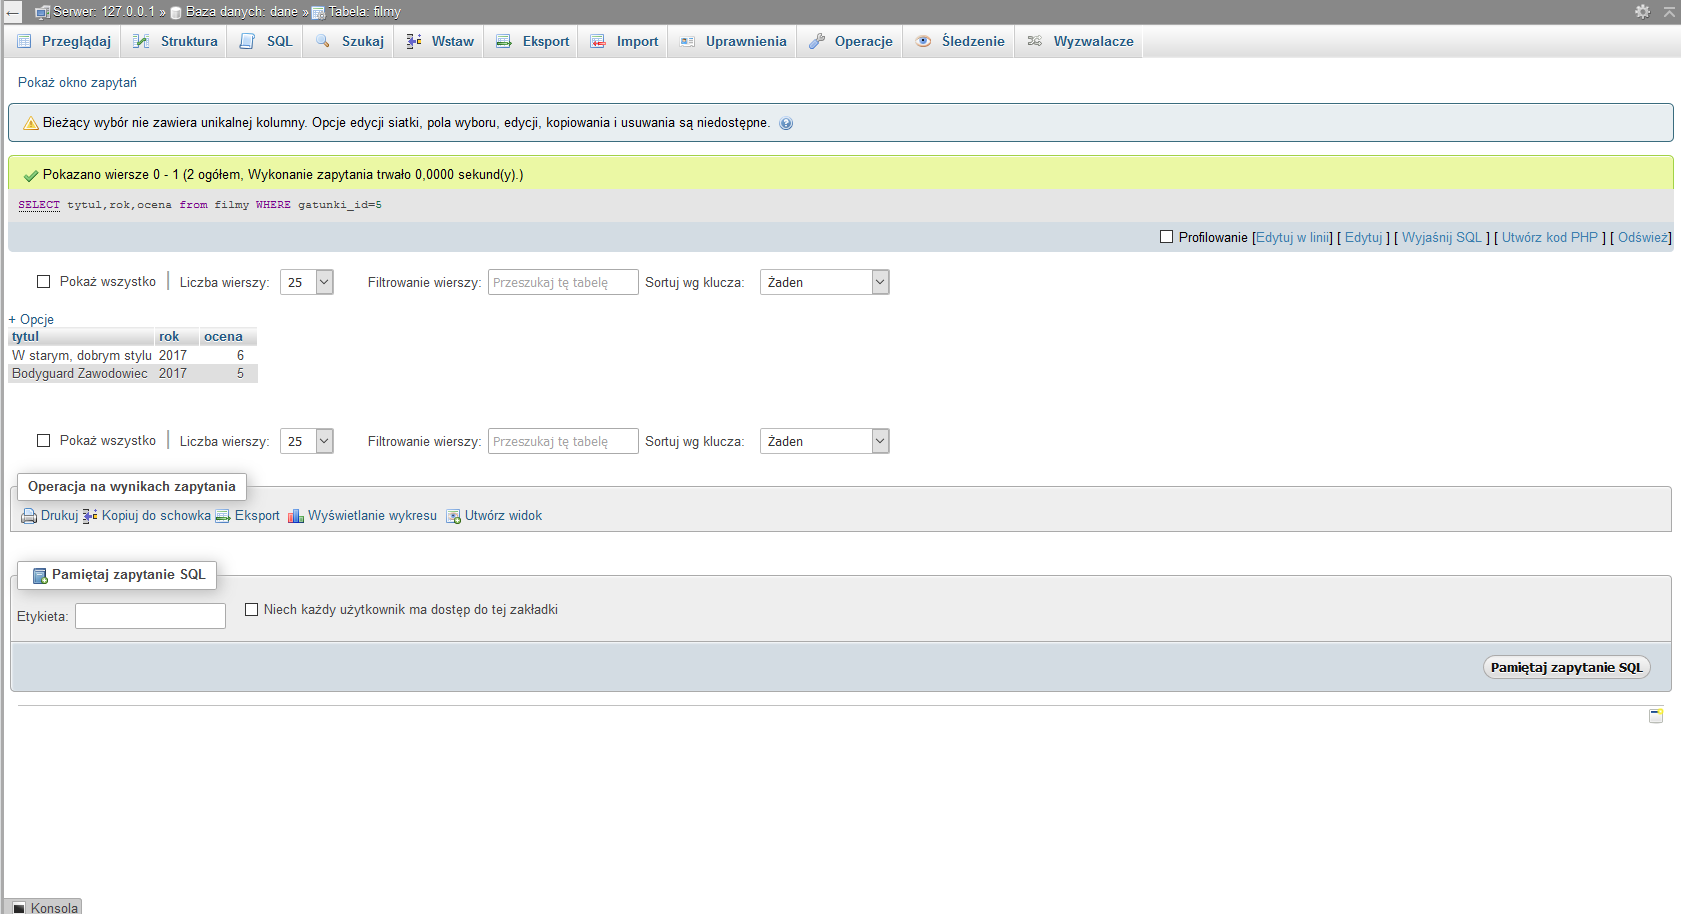 Serwer: 127.0.0.1 » Baza danych: dane » Tabela: filmy
Przeglądaj Struktura SQL Szukaj Wstaw Eksport Import Uprawnienia Operacje Śledzenie Wyzwalacze
Pokaż okno zapytań
Bieżący wybór nie zawiera unikalnej kolumny. Opcje edycji siatki, pola wyboru, edycji, kopiowania i usuwania są niedostępne.
Pokazano wiersze 0 - 1 (2 ogółem, Wykonanie zapytania trwało 0,0000 sekund(y).)
SELECT tytul,rok,ocena from filmy WHERE gatunki_id=5
Profilowanie [Edytuj w linii] [ Edytuj ] [ Wyjaśnij SQL ] [ Utwórz kod PHP ] [ Odśwież]
Pokaż wszystko Liczba wierszy: 25 Filtrowanie wierszy: Przeszukaj tę tabelę Sortuj wg klucza: Żaden
+ Opcje
tytul rok ocena
W starym, dobrym stylu 2017 6
Bodyguard Zawodowiec 2017 5
Pokaż wszystko Liczba wierszy: 25 Filtrowanie wierszy: Przeszukaj tę tabelę Sortuj wg klucza: Żaden
Operacja na wynikach zapytania
Drukuj Kopiuj do schowka Eksport Wyświetlanie wykresu Utwórz widok
Pamiętaj zapytanie SQL
Etykieta: Niech każdy użytkownik ma dostęp do tej zakładki
Pamiętaj zapytanie SQL
Konsola